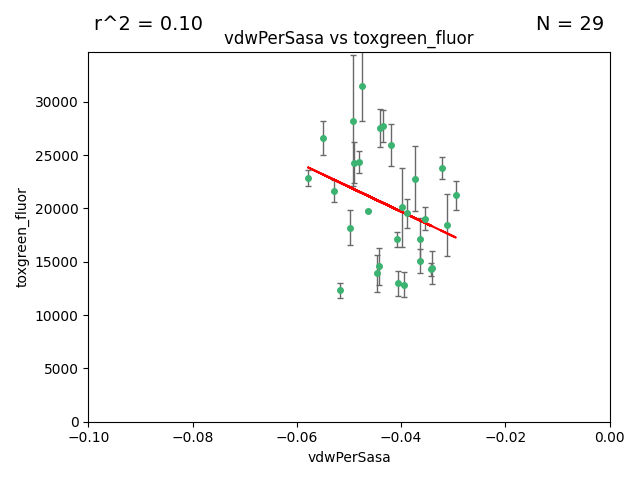 r^2 = 0.10
N = 29
vdwPerSasa vs toxgreen_fluor
30000
25000
20000
15000
10000
5000
0
toxgreen_fluor
−0.10
−0.08
−0.06
−0.04
−0.02
0.00
vdwPerSasa